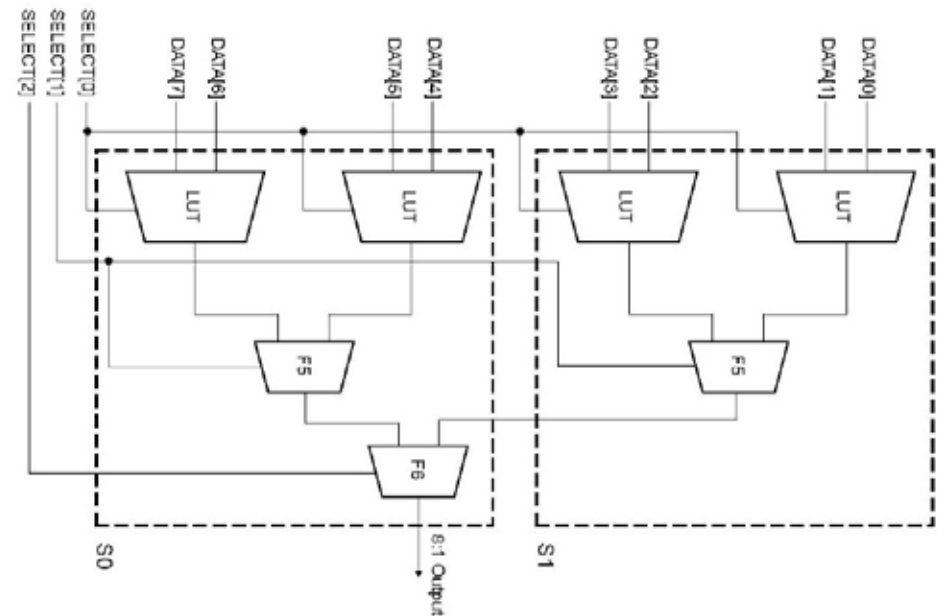 DATA[0]
DATA[1]
LUT
F5
DATA[2]
DATA[3]
LUT
S1
DATA[4]
DATA[5]
LUT
F6
8:1 Output
F5
DATA[6]
DATA[7]
LUT
S0
SELECT[0]
SELECT[1]
SELECT[2]